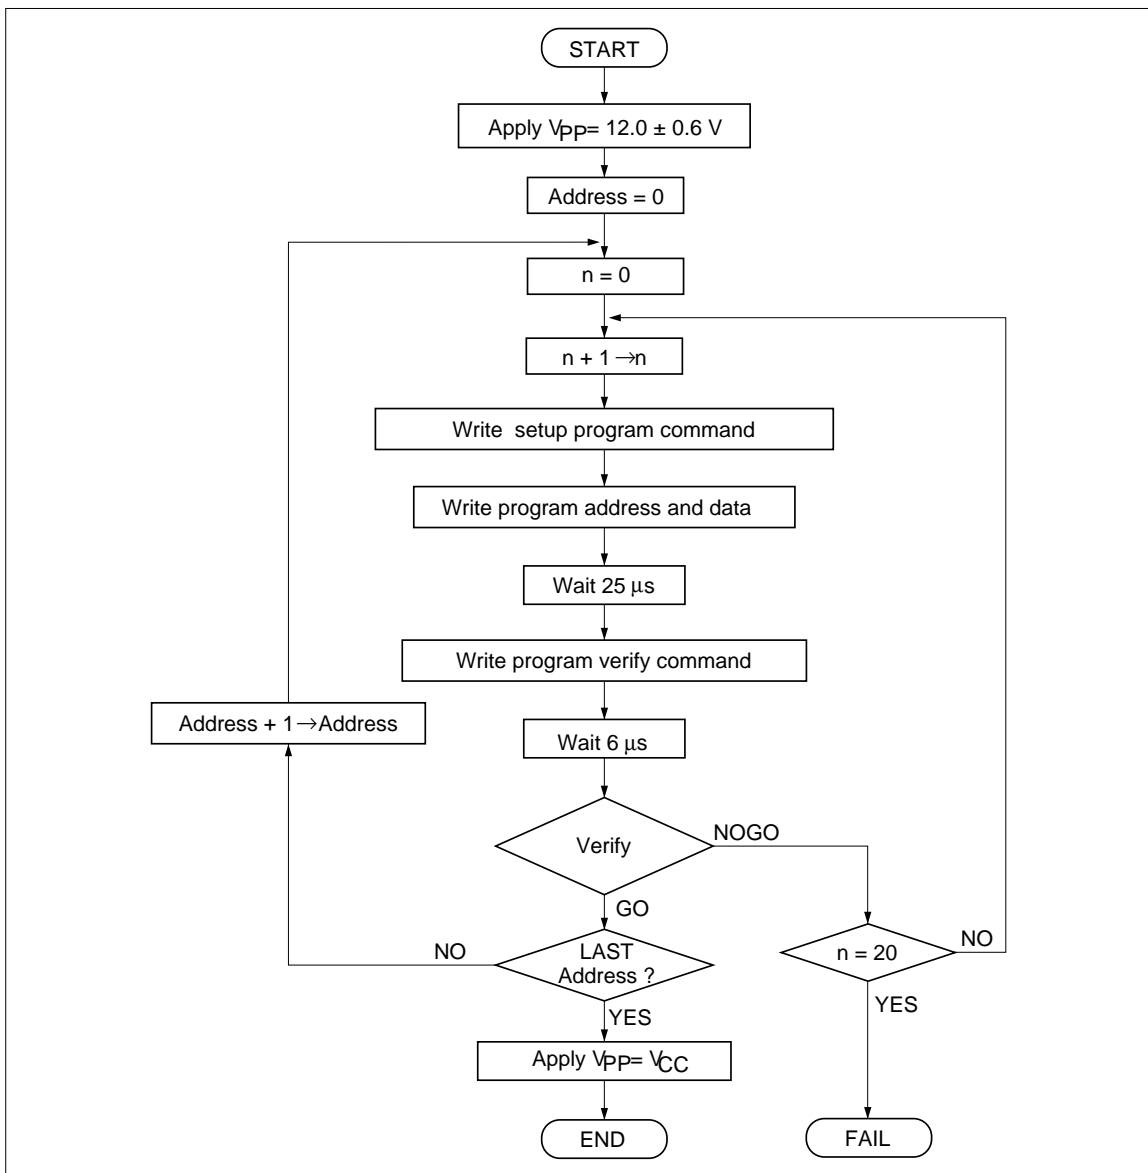 START
Apply VPP= 12.0 ± 0.6 V
Address = 0
n = 0
n + 1 →n
Write setup program command
Write program address and data
Wait 25 μs
Write program verify command
Address + 1→Address
Wait 6 μs
Verify
NOGO
GO
NO
LAST
Address ?
n = 20
NO
YES
YES
Apply VPP= VCC
END
FAIL